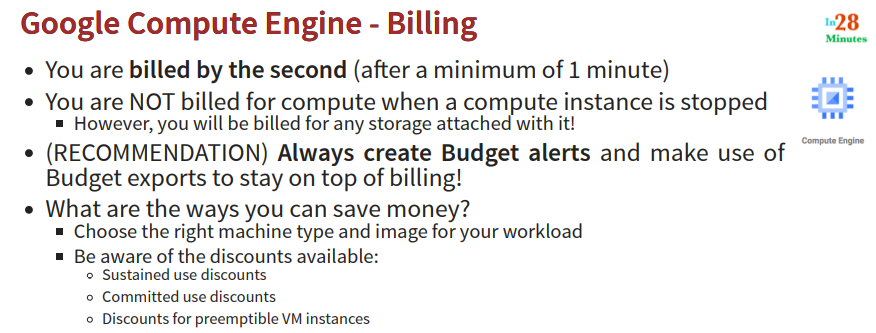 Google Compute Engine - Billing
In28
Minutes
• You are billed by the second (after a minimum of 1 minute)
• You are NOT billed for compute when a compute instance is stopped
▪ However, you will be billed for any storage attached with it!
Compute Engine
• (RECOMMENDATION) Always create Budget alerts and make use of
Budget exports to stay on top of billing!
• What are the ways you can save money?
▪ Choose the right machine type and image for your workload
▪ Be aware of the discounts available:
◦ Sustained use discounts
◦ Committed use discounts
◦ Discounts for preemptible VM instances